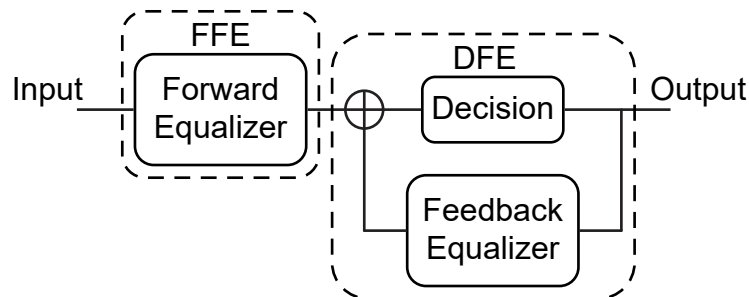 FFE
DFE
Input
Forward
Equalizer
Decision
Output
Feedback
Equalizer